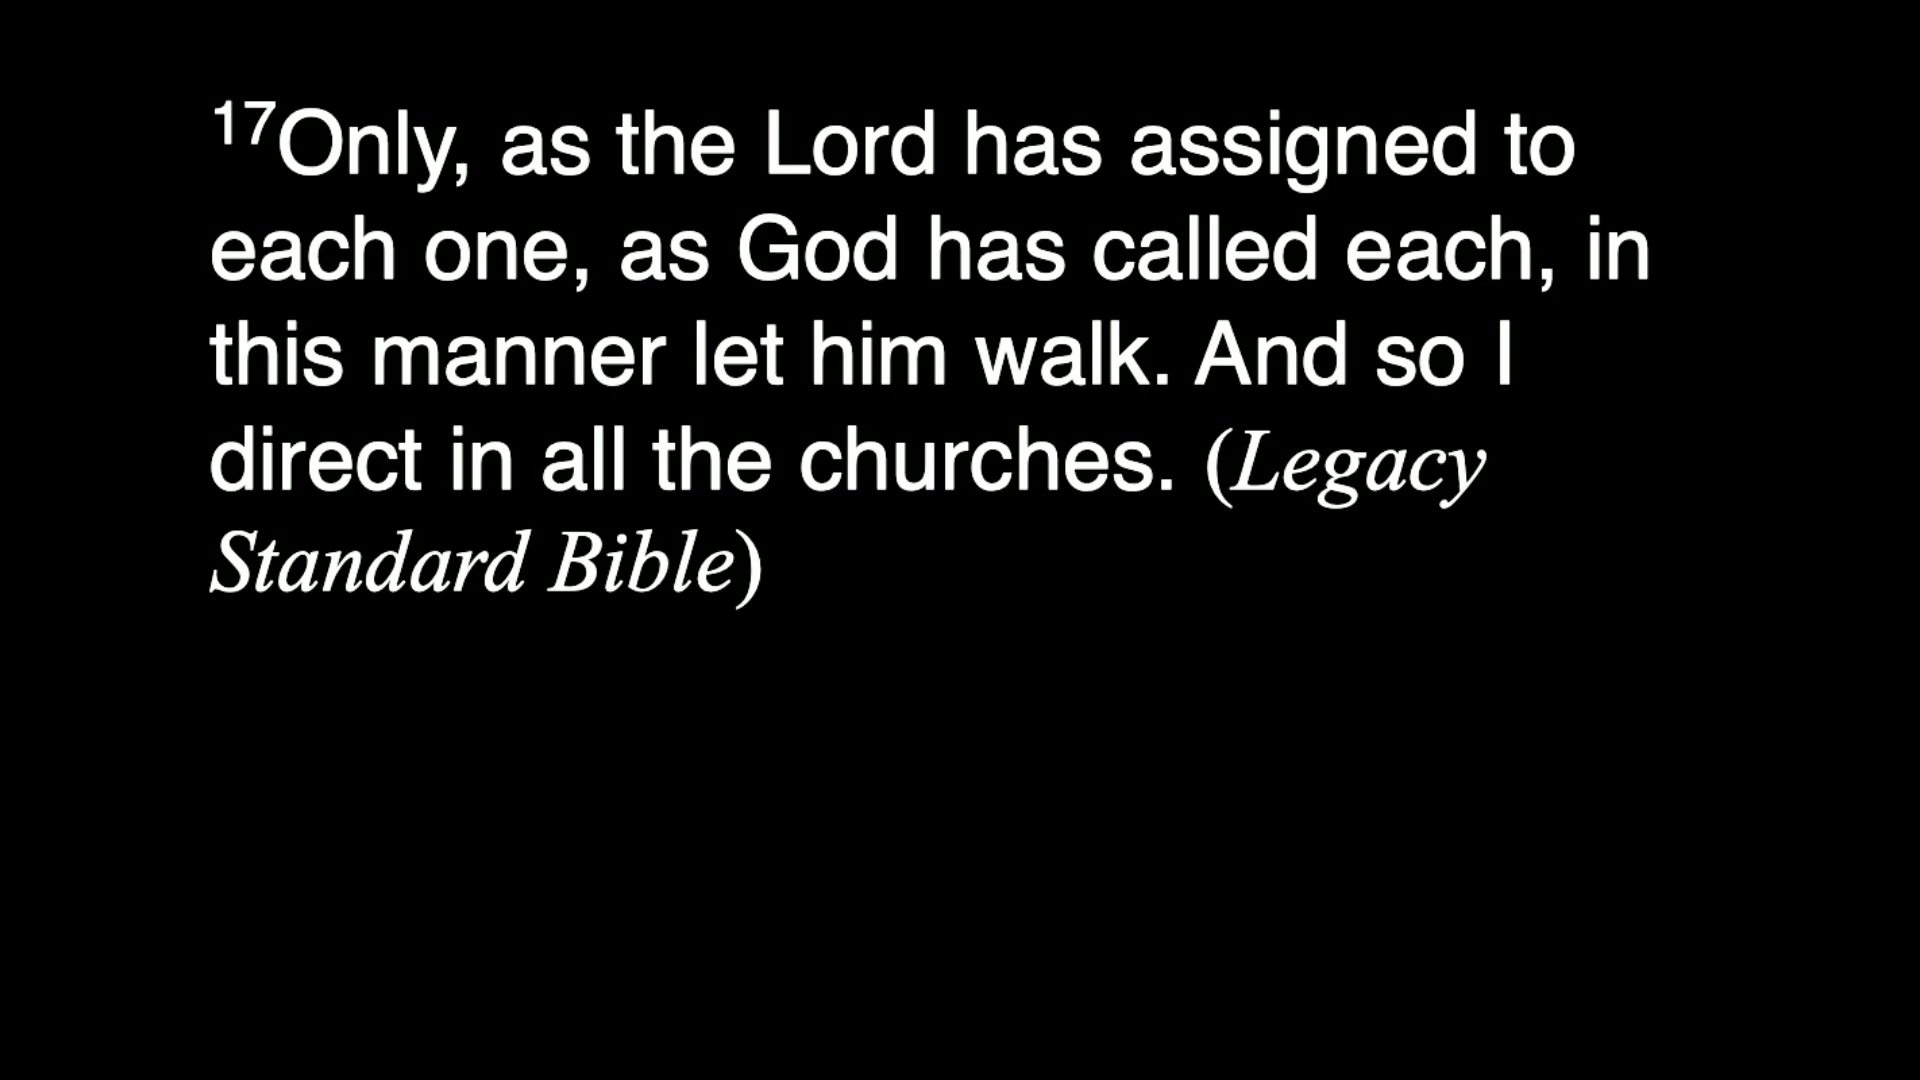 ¹⁷Only, as the Lord has assigned to
each one, as God has called each, in
this manner let him walk. And so I
direct in all the churches. (Legacy
Standard Bible)